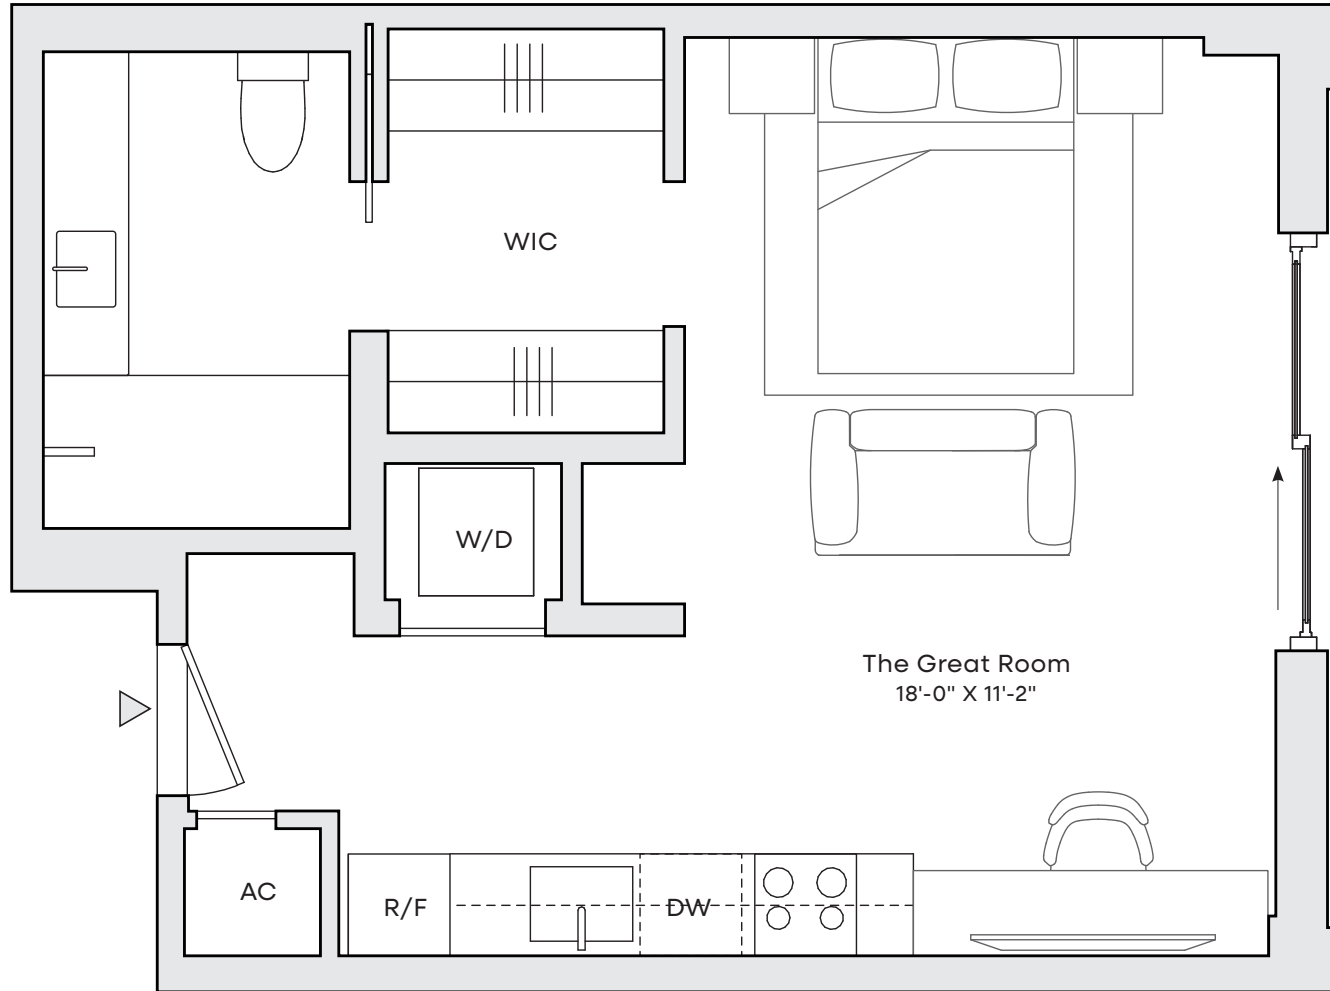 WIC
W/D
The Great Room
18'-0" X 11'-2"
AC
R/F
DW